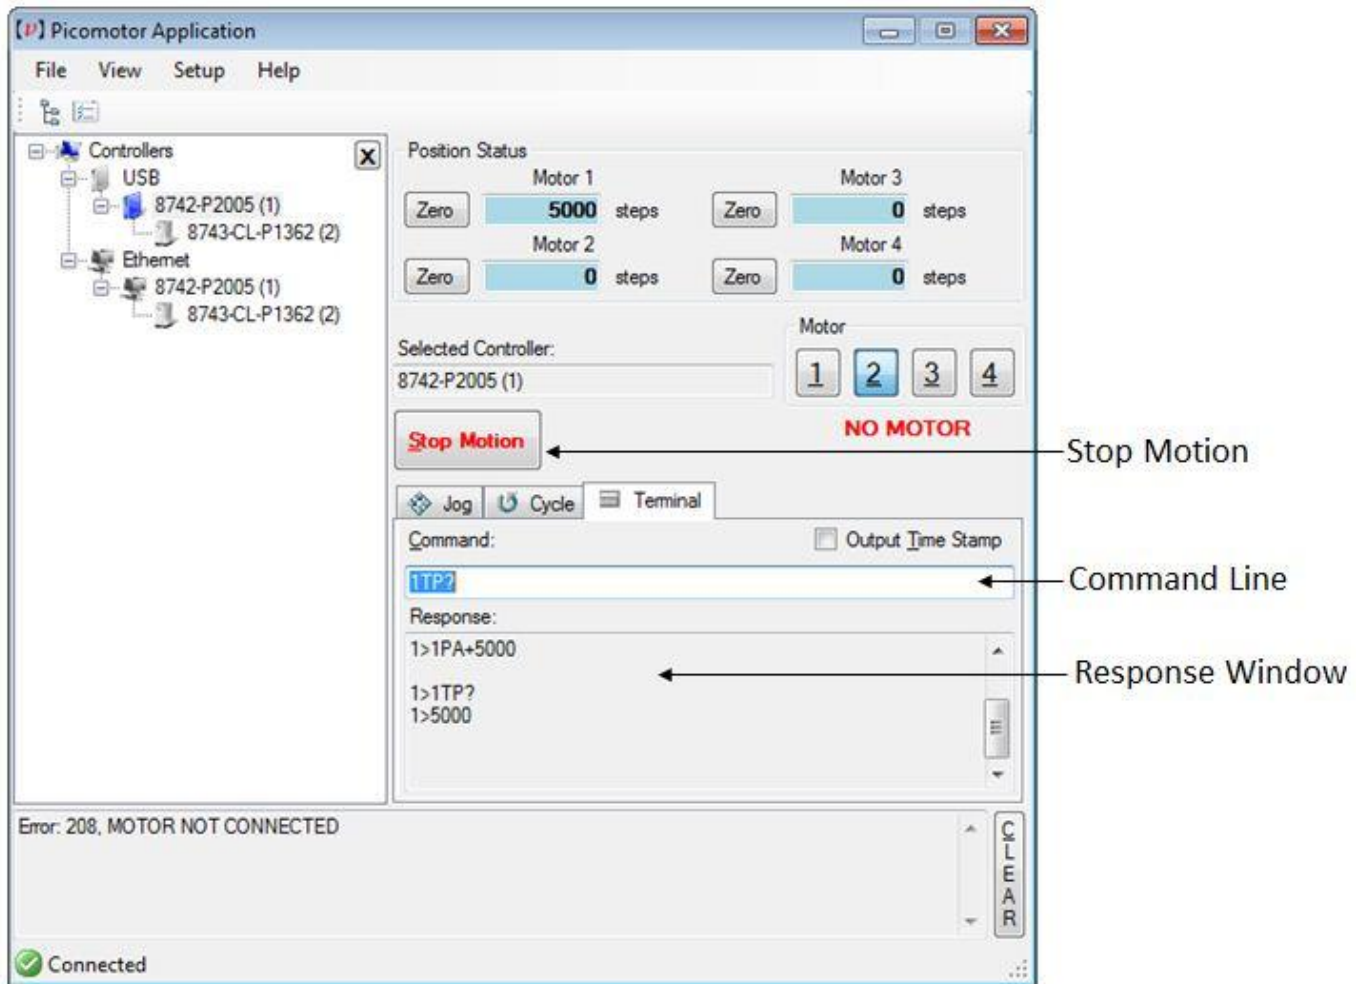 [ν] Picomotor Application
File View Setup Help
Controllers
USB
8742-P2005 (1)
8743-CL-P1362 (2)
Ethernet
8742-P2005 (1)
8743-CL-P1362 (2)
X
Position Status
Motor 1
Zero 5000 steps
Motor 3
Zero 0 steps
Motor 2
Zero 0 steps
Motor 4
Zero 0 steps
Selected Controller:
8742-P2005 (1)
Motor
1 2 3 4
NO MOTOR
Stop Motion
Stop Motion
Jog Cycle Terminal
Command:
Output Time Stamp
1TP?
Command Line
Response:
1>1PA+5000
1>1TP?
1>5000
Response Window
Error: 208, MOTOR NOT CONNECTED
CLEAR
Connected